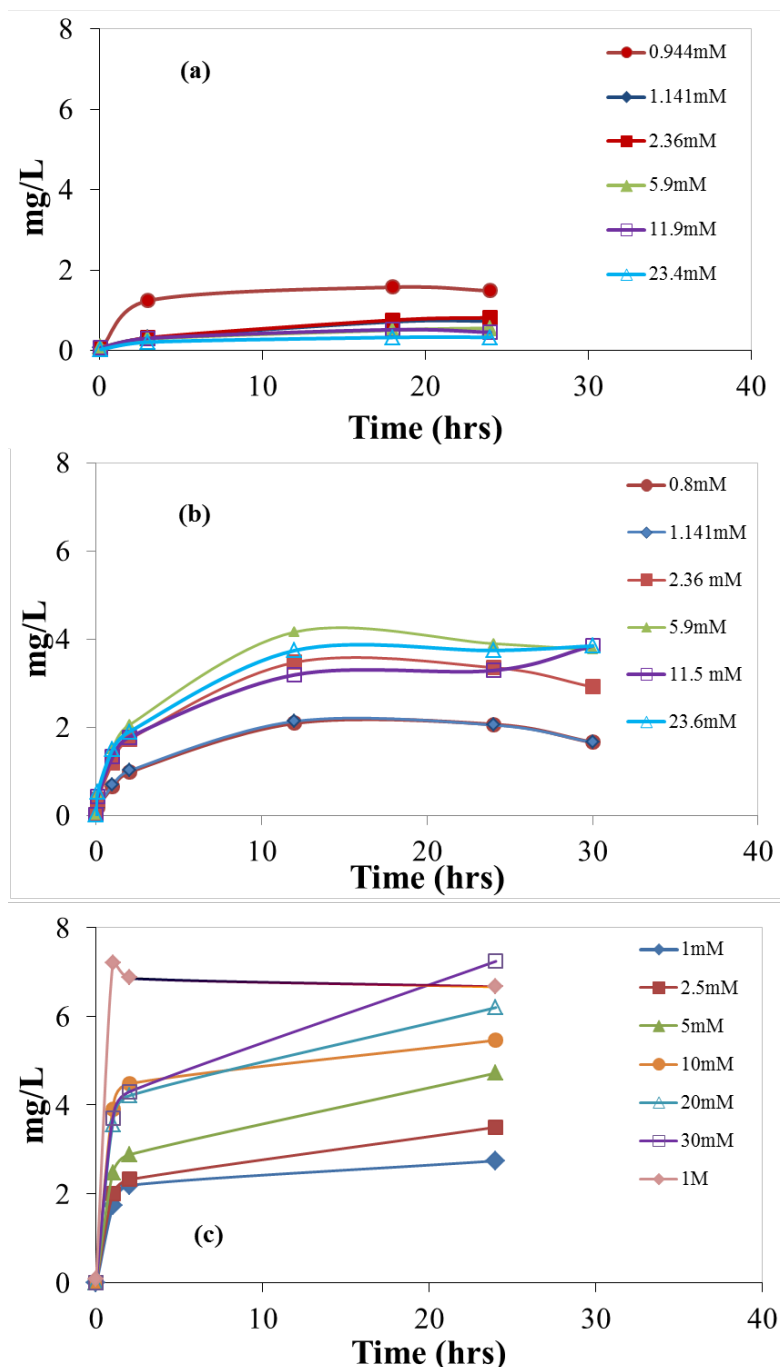 8
(a)
0.944mM
1.141mM
6
2.36mM
mg/L
4
5.9mM
11.9mM
2
23.4mM
0
0 10 20 30 40
Time (hrs)
8
0.8mM
(b)
1.141mM
6
2.36 mM
mg/L
4
5.9mM
11.5 mM
2
23.6mM
0
0 10 20 30 40
Time (hrs)
8
1mM
2.5mM
6
5mM
mg/L
10mM
4
20mM
30mM
2
1M
(c)
0
0 10 20 30 40
Time (hrs)